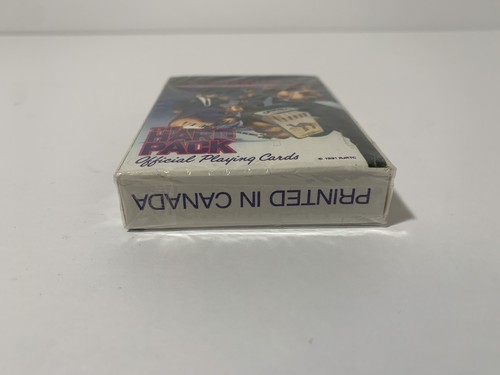 PACK
Official Playing Cards
PRINTED IN CANADA